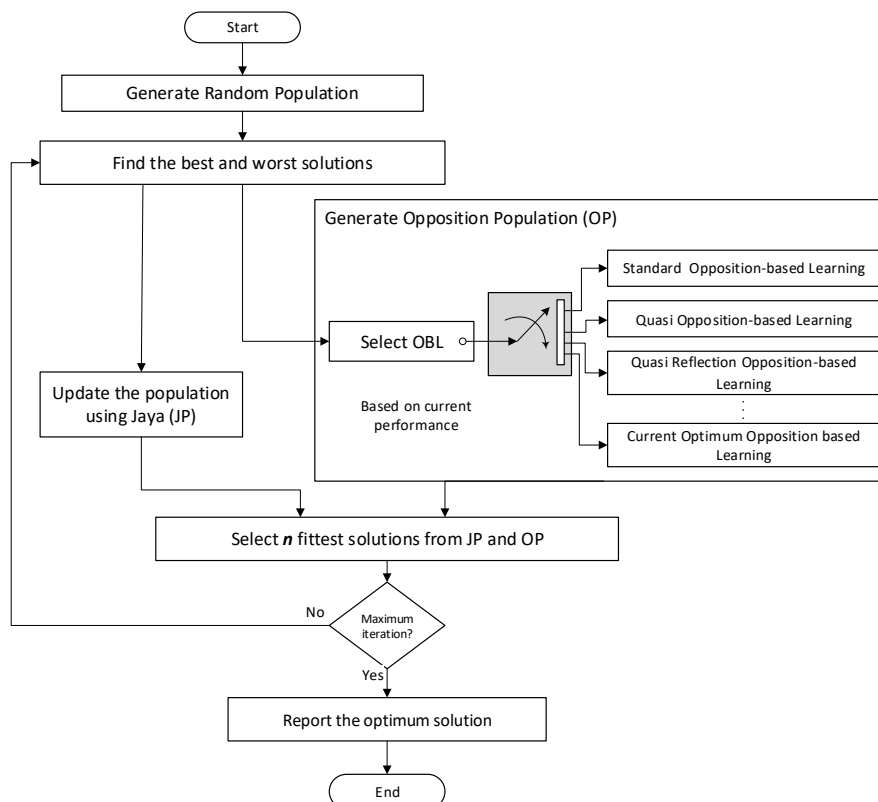 Start
Generate Random Population
Find the best and worst solutions
Generate Opposition Population (OP)
Standard Opposition-based Learning
Select OBL
Quasi Opposition-based Learning
Quasi Reflection Opposition-based
Learning
Update the population
using Jaya (JP)
Based on current
performance
Current Optimum Opposition based
Learning
Select n fittest solutions from JP and OP
No
Maximum
iteration?
Yes
Report the optimum solution
End